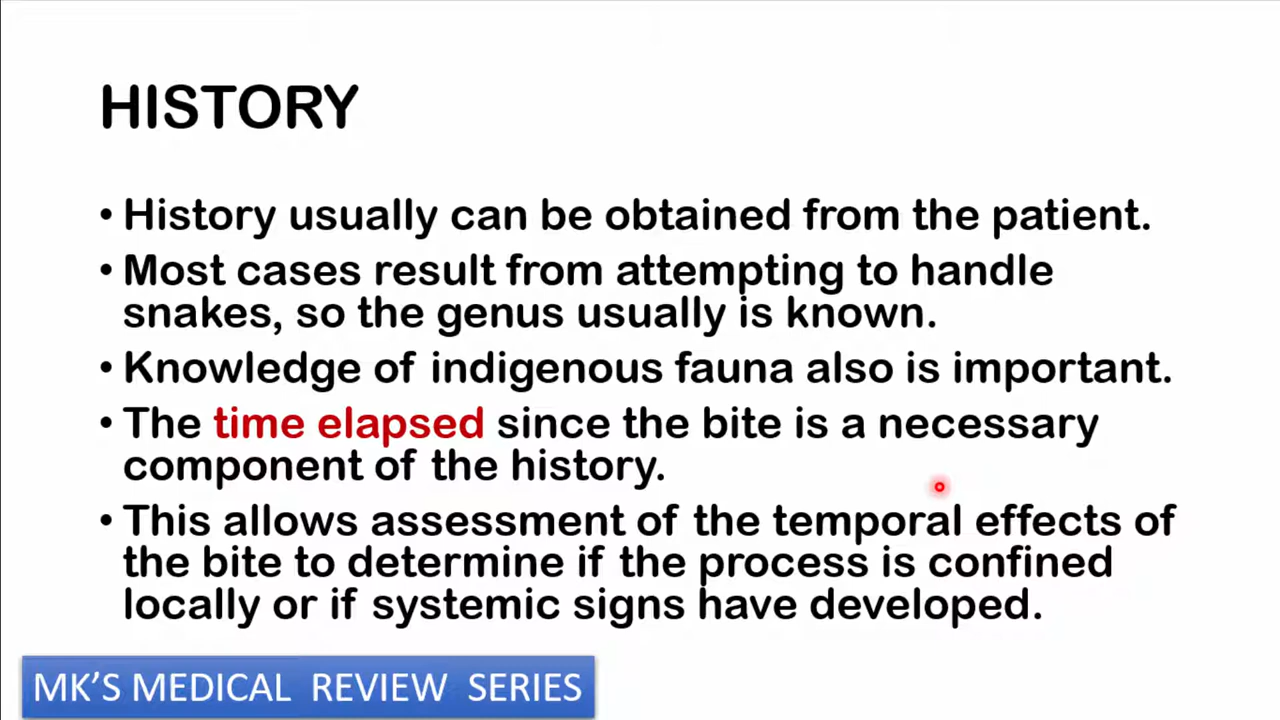 HISTORY
• History usually can be obtained from the patient.
• Most cases result from attempting to handle
snakes, so the genus usually is known.
• Knowledge of indigenous fauna also is important.
• The time elapsed since the bite is a necessary
component of the history.
• This allows assessment of the temporal effects of
the bite to determine if the process is confined
locally or if systemic signs have developed.
MK'S MEDICAL REVIEW SERIES